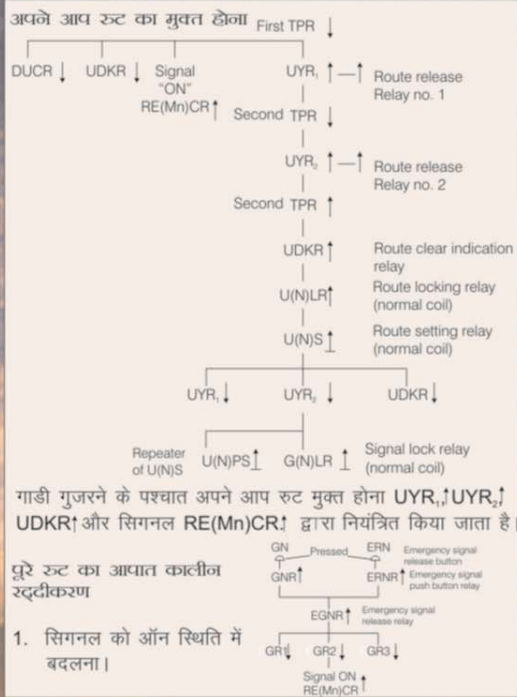 अपने आप रुट का मुक्त होना First TPR ↓
DUCR ↓ UDKR ↓ Signal UYR₁ ↑—↑ Route release
"ON" Relay no. 1
RE(Mn)CR↑ Second TPR ↓
UYR₂ ↑—↑ Route release
Relay no. 2
Second TPR ↑
UDKR ↑ Route clear indication
relay
U(N)LR↑ Route locking relay
(normal coil)
U(N)S↑ Route setting relay
(normal coil)
UYR₁↓ UYR₂ ↓ UDKR↓
Repeater U(N)PS↑ G(N)LR ↑ Signal lock relay
of U(N)S (normal coil)
गाडी गुजरने के पश्चात अपने आप रुट मुक्त होना UYR₁,↑UYR₂↑
UDKR↑ और सिगनल RE(Mn)CR↑ द्वारा नियंत्रित किया जाता है।
GN Pressed ERN Emergency signal
release button
पूरे रुट का आपात कालीन GNR↑ ERNR↑ Emergency signal
push button relay
रद्दीकरण
EGNR↑ Emergency signal
release relay
1. सिगनल को ऑन स्थिति में GR1↓ GR2↓ GR3↓
बदलना।
Signal ON ↑
RE(Mn)CR